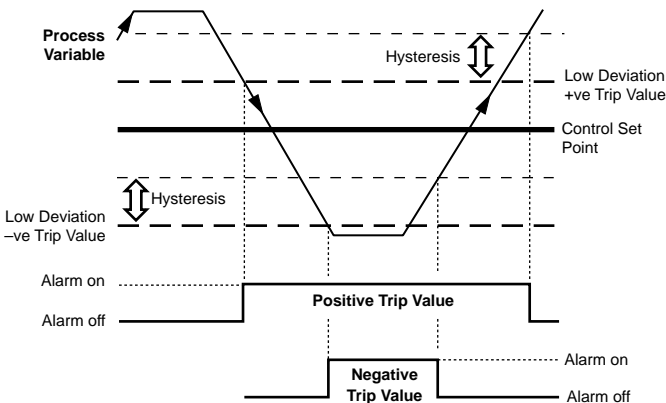 Process
Variable
Hysteresis
Low Deviation
+ve Trip Value
Control Set
Point
Hysteresis
Low Deviation
–ve Trip Value
Alarm on
Positive Trip Value
Alarm off
Alarm on
Negative
Trip Value
Alarm off